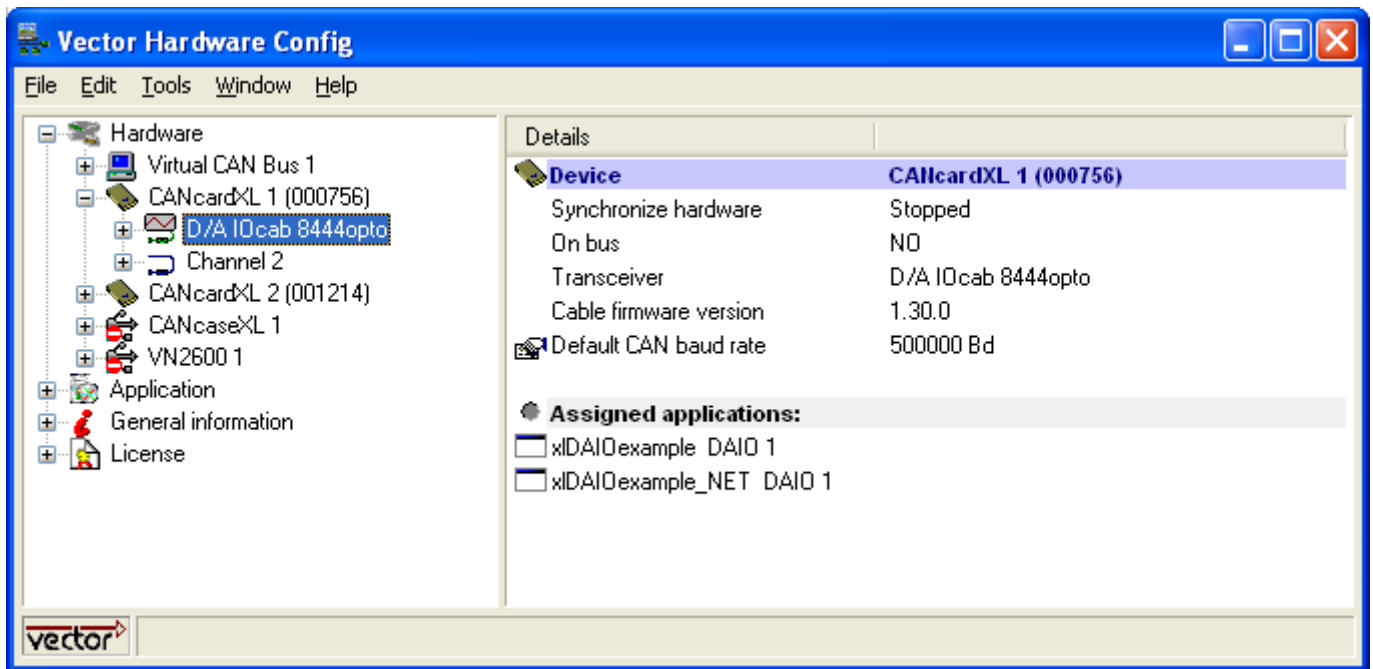 Vector Hardware Config
File Edit Tools Window Help
Hardware
Virtual CAN Bus 1
CANcardXL 1 (000756)
D/A IOcab 8444opto
Channel 2
CANcardXL 2 (001214)
CANcaseXL 1
VN2600 1
Application
General information
License
Details
Device CANcardXL 1 (000756)
Synchronize hardware Stopped
On bus NO
Transceiver D/A IOcab 8444opto
Cable firmware version 1.30.0
Default CAN baud rate 500000 Bd
Assigned applications:
xlDAIOexample DAIO 1
xlDAIOexample_NET DAIO 1
vector